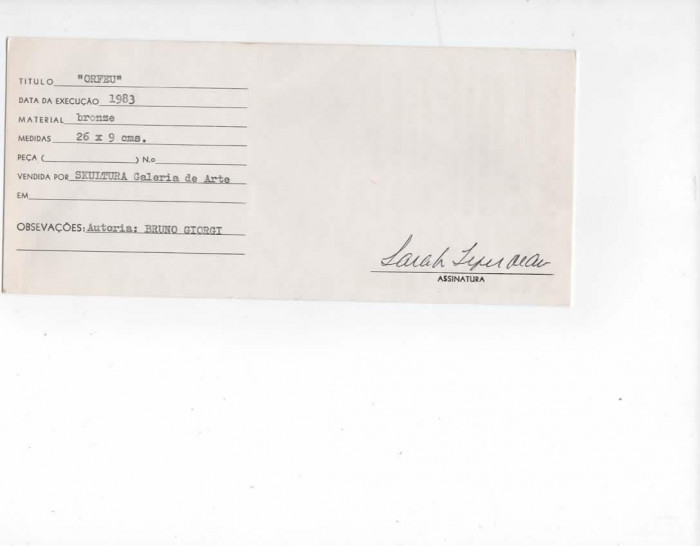 TITULO "ORFEU"
DATA DA EXECUÇÃO 1983
MATERIAL bronze
MEDIDAS 26 x 9 cms.
PEÇA ( ) N.o
VENDIDA POR SKULTURA Galeria de Arte
EM
OBSEVAÇÕES: Autoria: BRUNO GIORGI
Sarah
ASSINATURA